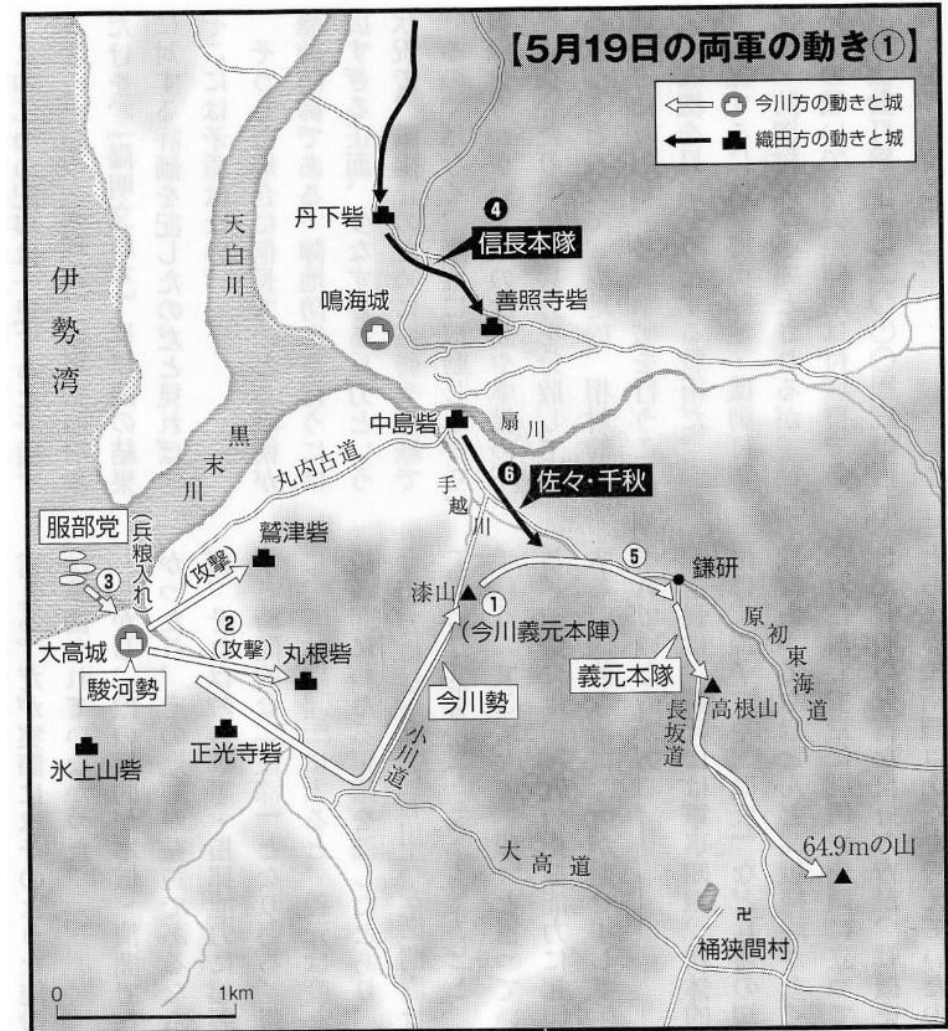 【5月19日の両軍の動き①】
今川方の動きと城
織田方の動きと城
丹下砦
❹
信長本隊
天白川
伊勢湾
鳴海城
善照寺砦
中島砦
扇川
黒末川
丸内古道
手越川
❻
佐々・千秋
服部党
(兵粮入れ)
鷲津砦
(攻撃)
③
⑤
鎌研
漆山
①
(今川義元本陣)
原初東海道
大高城
②
(攻撃)
丸根砦
駿河勢
今川勢
義元本隊
高根山
長坂道
正光寺砦
氷上山砦
小川道
大高道
64.9mの山
卍
桶狭間村
0
1km